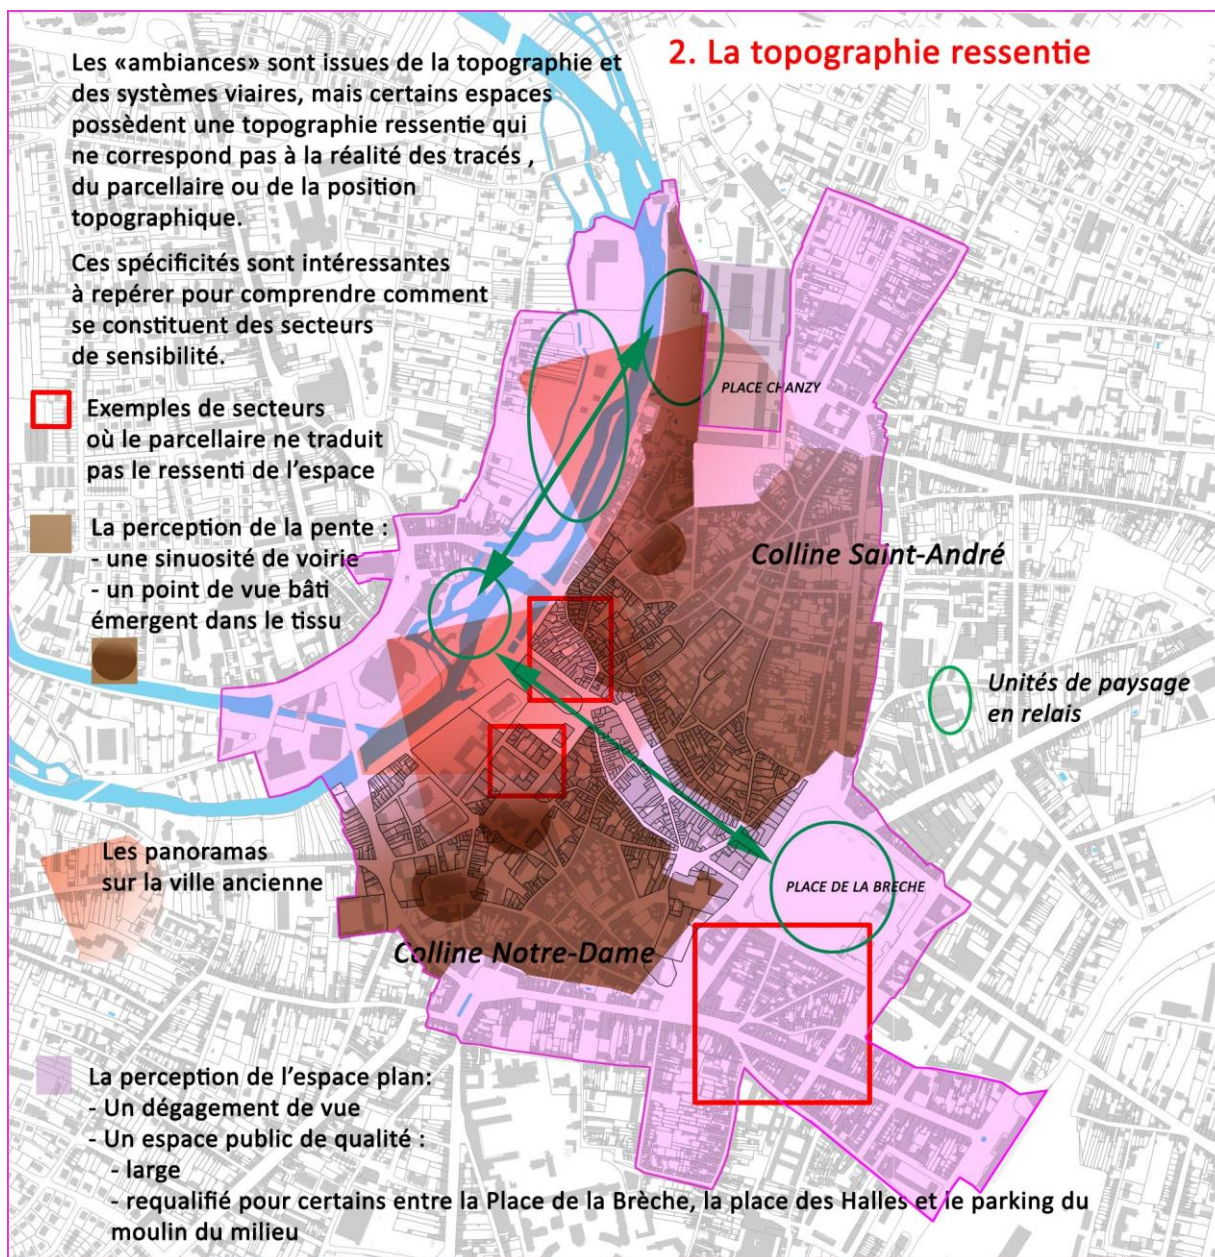 2. La topographie ressentie
Les «ambiances» sont issues de la topographie et
des systèmes viaires, mais certains espaces
possèdent une topographie ressentie qui
ne correspond pas à la réalité des tracés ,
du parcellaire ou de la position
topographique.
Ces spécificités sont intéressantes
à repérer pour comprendre comment
se constituent des secteurs
de sensibilité.
Exemples de secteurs
où le parcellaire ne traduit
pas le ressenti de l'espace
La perception de la pente :
- une sinuosité de voirie
- un point de vue bâti
émergent dans le tissu
PLACE CHANZY
Colline Saint-André
Unités de paysage
en relais
Les panoramas
sur la ville ancienne
PLACE DE LA BRECHE
Colline Notre-Dame
La perception de l'espace plan:
- Un dégagement de vue
- Un espace public de qualité :
- large
- requalifié pour certains entre la Place de la Brèche, la place des Halles et le parking du
moulin du milieu